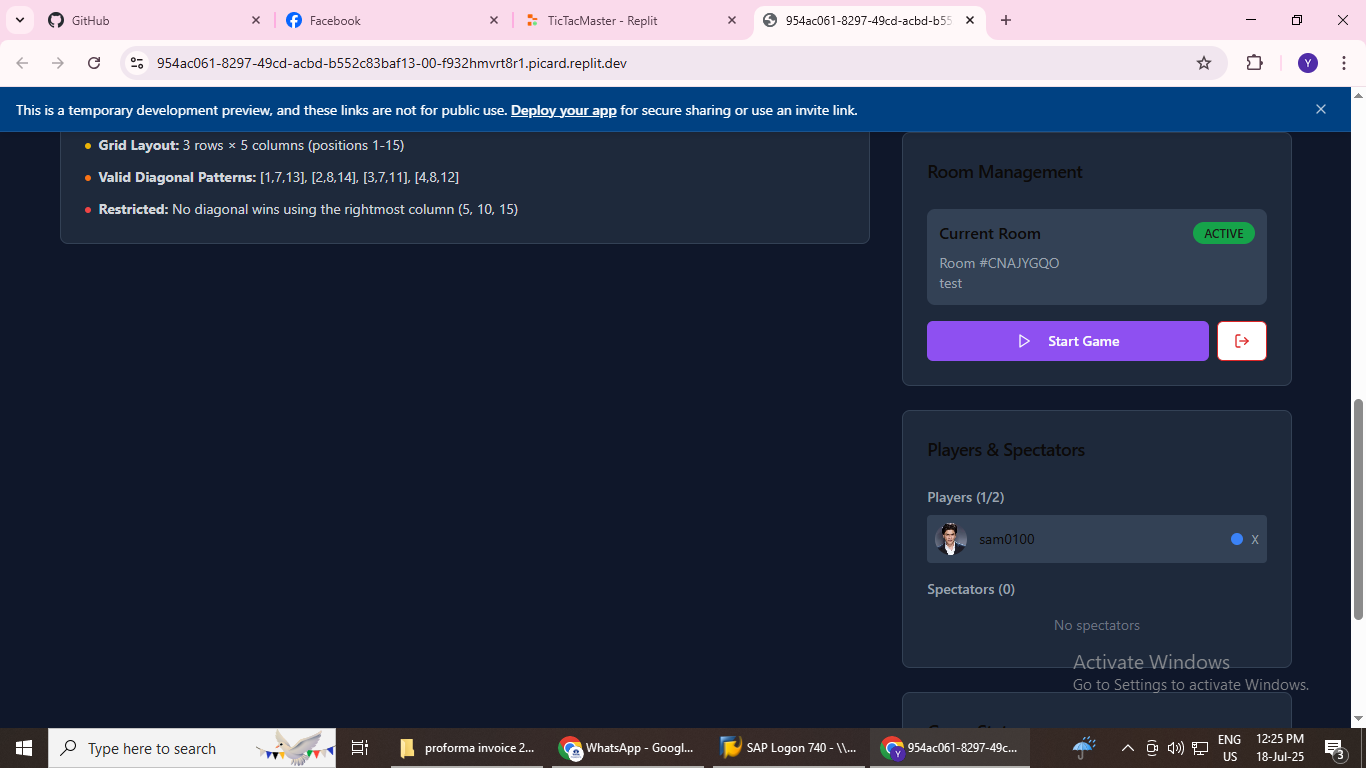 GitHub
Facebook
TicTacMaster - Replit
954ac061-8297-49cd-acbd-b55
954ac061-8297-49cd-acbd-b552c83baf13-00-f932hmvrt8r1.picard.replit.dev
Y
This is a temporary development preview, and these links are not for public use. Deploy your app for secure sharing or use an invite link.
Grid Layout: 3 rows × 5 columns (positions 1-15)
Valid Diagonal Patterns: [1,7,13], [2,8,14], [3,7,11], [4,8,12]
Restricted: No diagonal wins using the rightmost column (5, 10, 15)
Room Management
Current Room
ACTIVE
Room #CNAJYGQO
test
Start Game
Players & Spectators
Players (1/2)
sam0100
X
Spectators (0)
No spectators
Activate Windows
Go to Settings to activate Windows.
Type here to search
proforma invoice 2...
WhatsApp - Googl...
SAP Logon 740 - \\...
954ac061-8297-49c...
ENG
US
12:25 PM
18-Jul-25
3